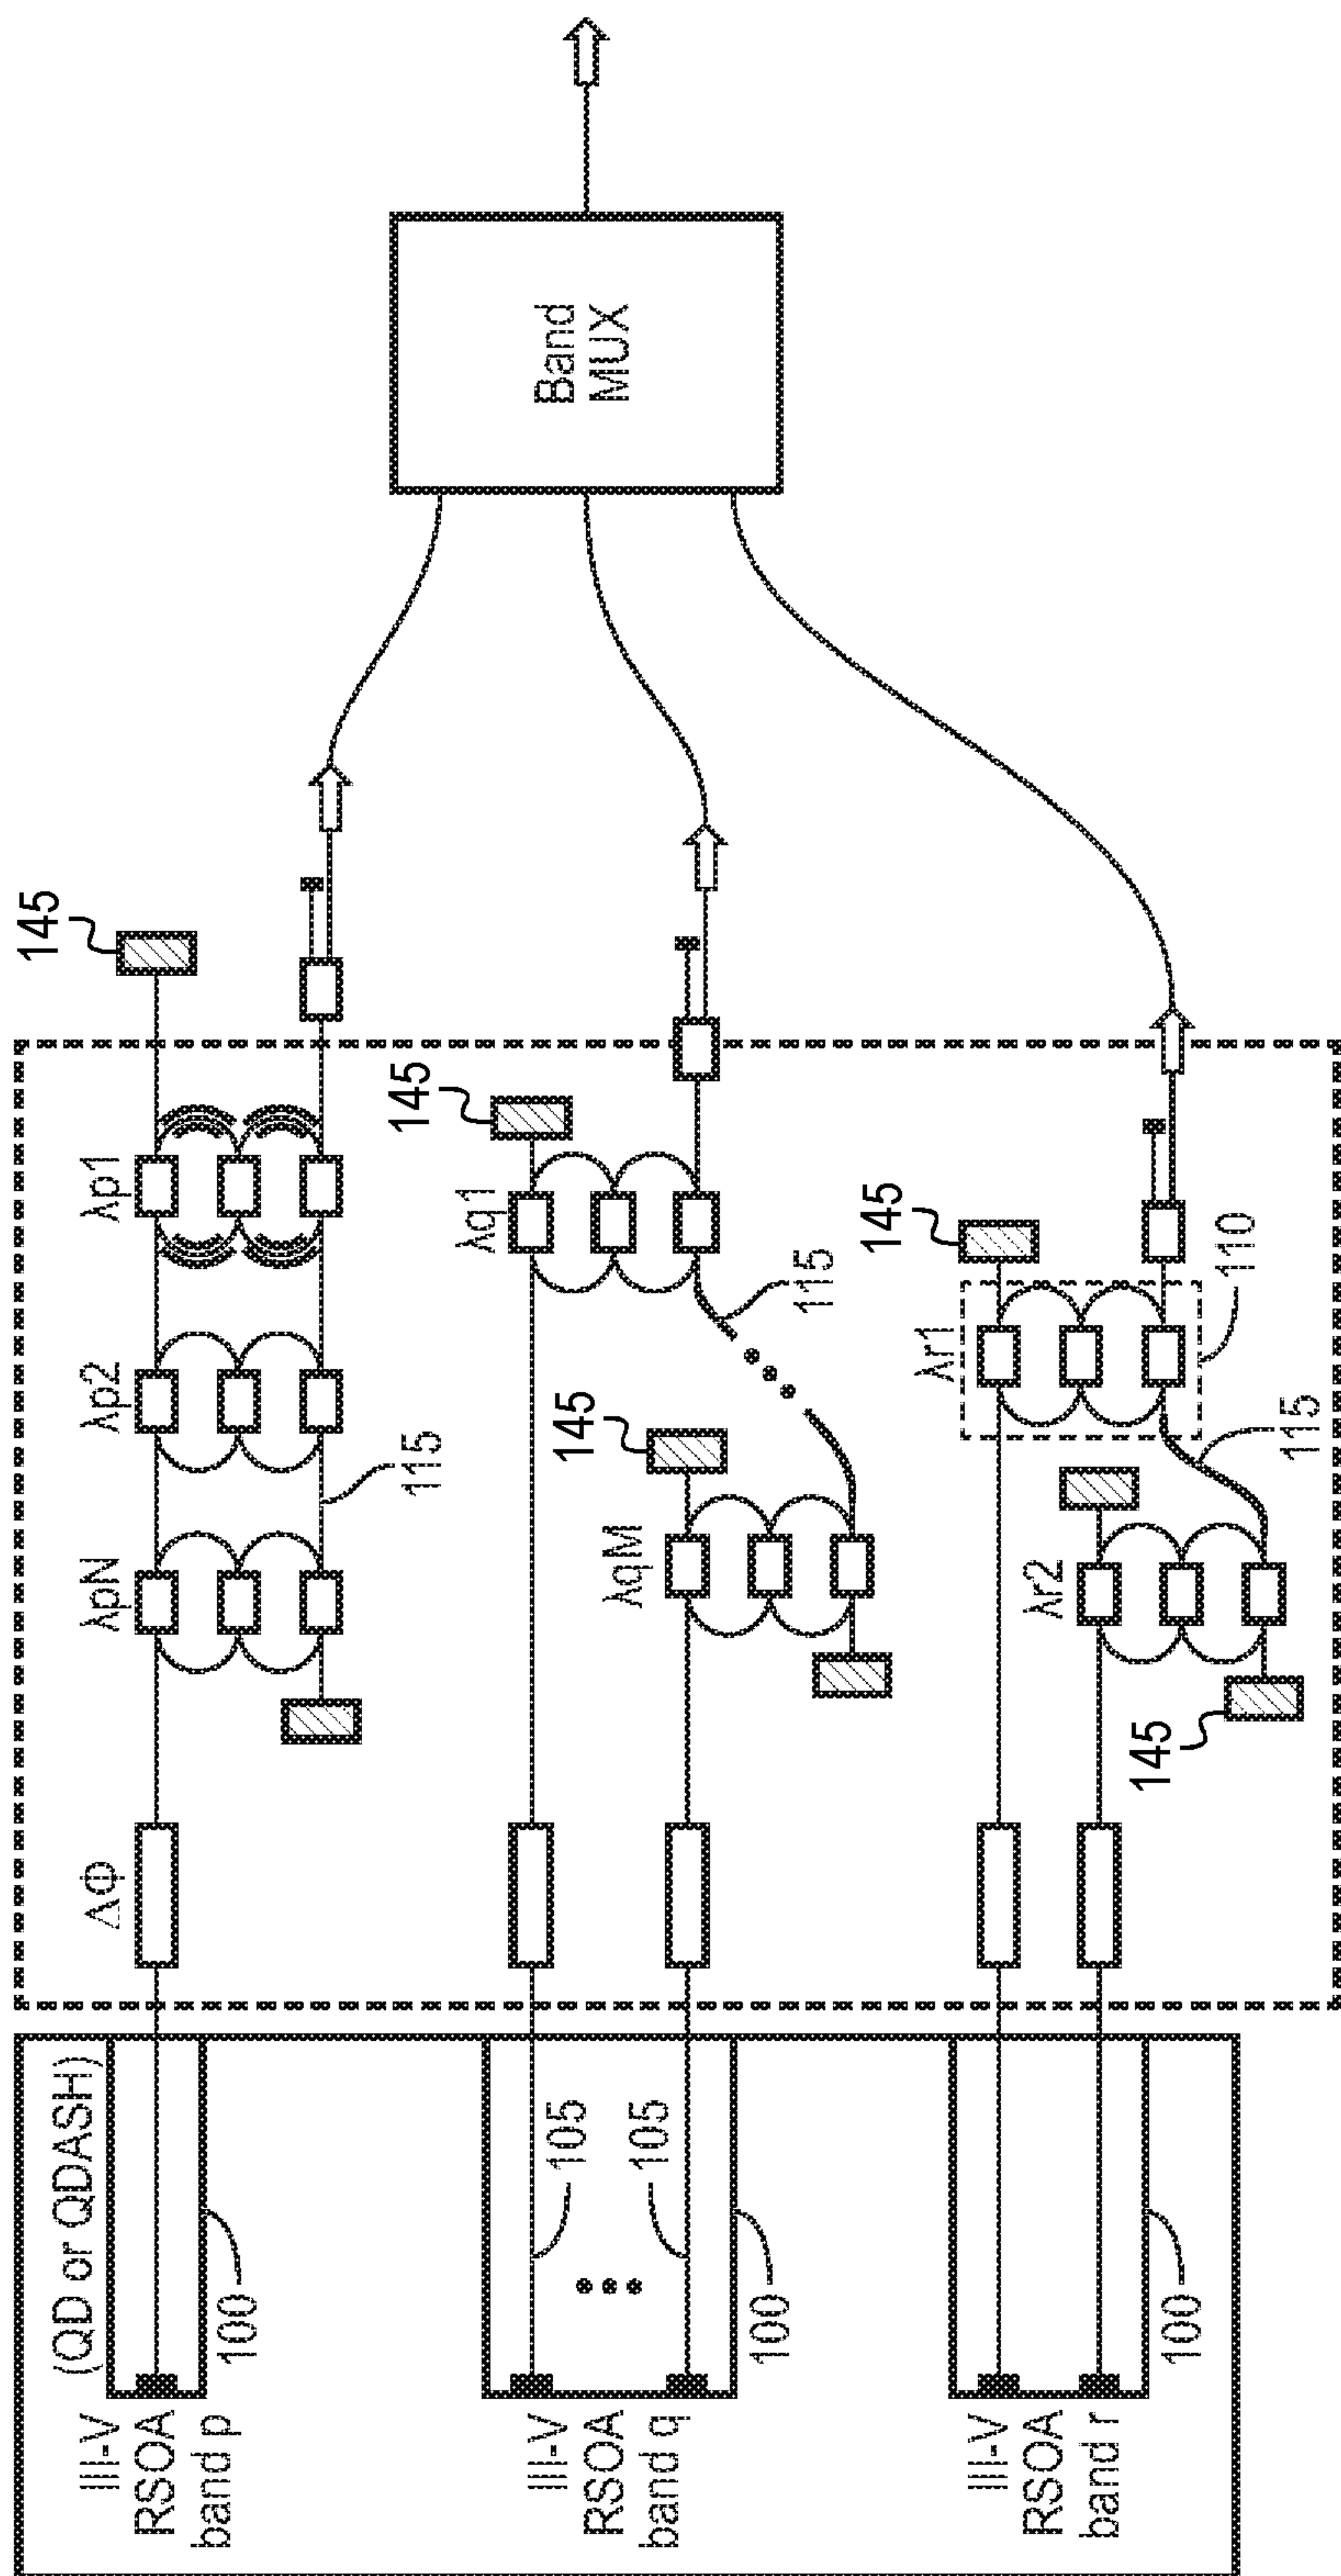 (QD or QDASH)
III-V
RSOA
band p
100
ΔΦ
λpN
λp2
λp1
115
145
III-V
RSOA
band q
105
105
100
λqM
145
λq1
145
115
III-V
RSOA
band r
100
145
λr2
115
λr1
145
110
Band
MUX